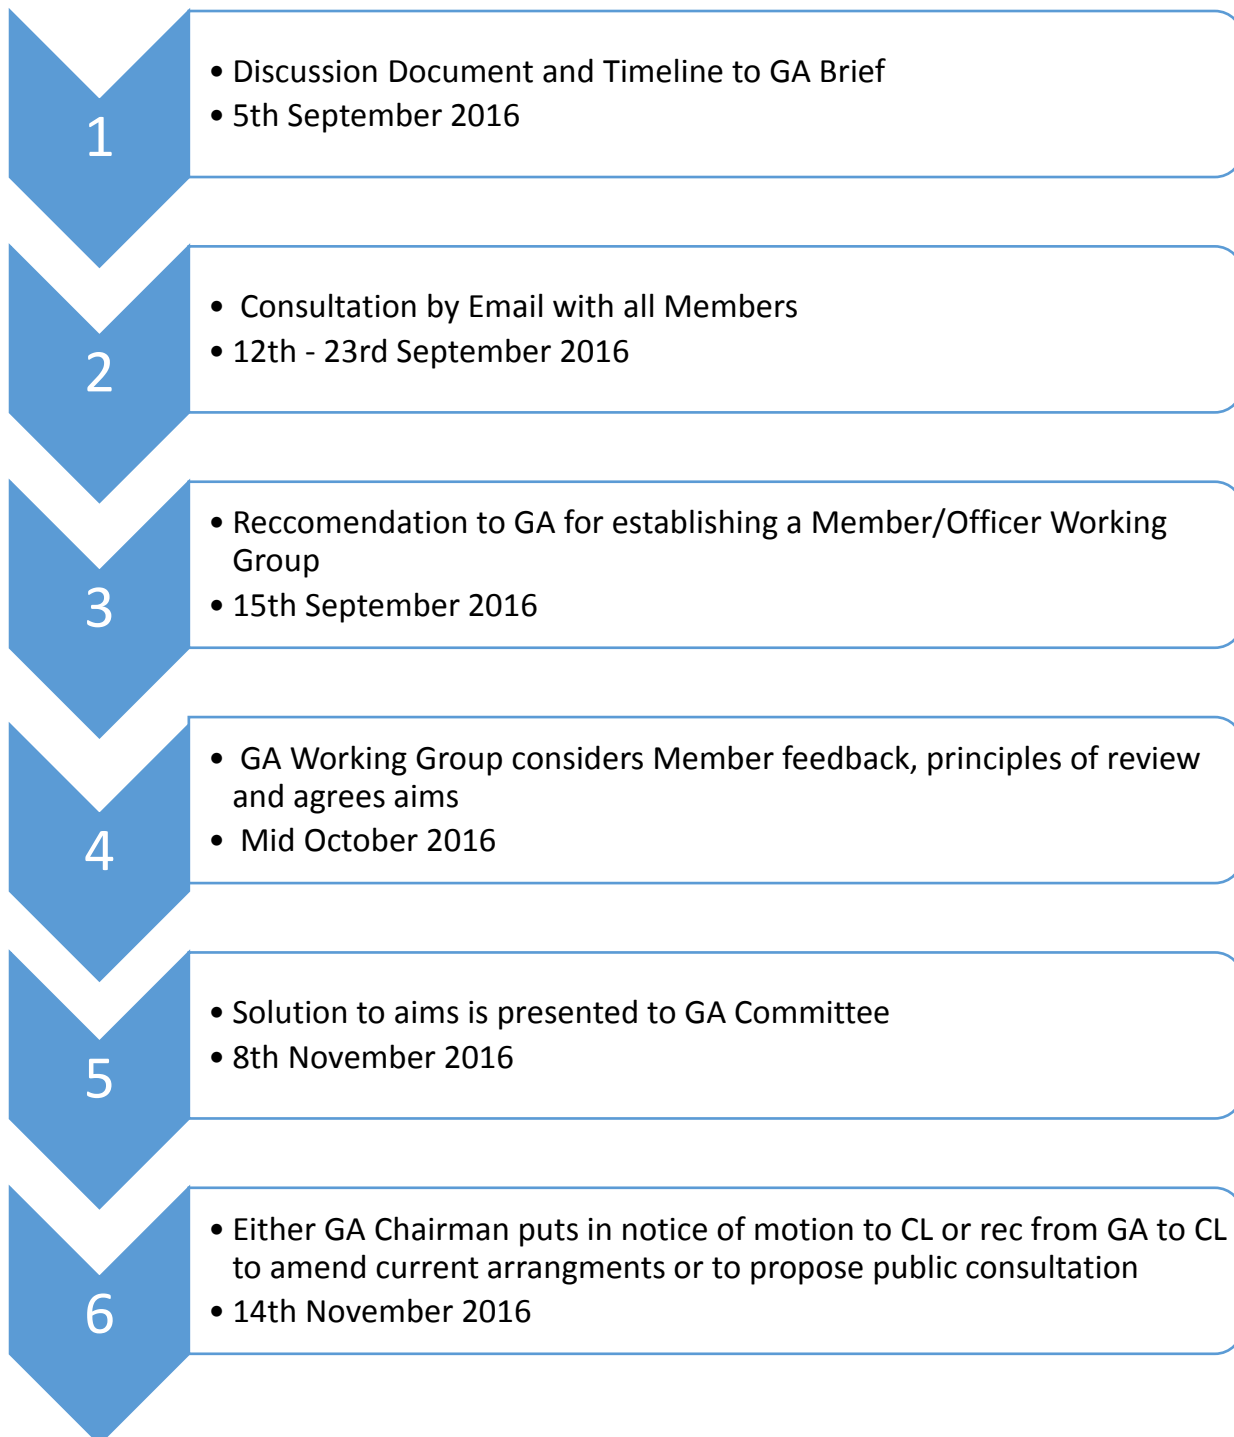 1
• Discussion Document and Timeline to GA Brief
• 5th September 2016
2
• Consultation by Email with all Members
• 12th - 23rd September 2016
3
• Reccomendation to GA for establishing a Member/Officer Working
Group
• 15th September 2016
4
• GA Working Group considers Member feedback, principles of review
and agrees aims
• Mid October 2016
5
• Solution to aims is presented to GA Committee
• 8th November 2016
6
• Either GA Chairman puts in notice of motion to CL or rec from GA to CL
to amend current arrangments or to propose public consultation
• 14th November 2016